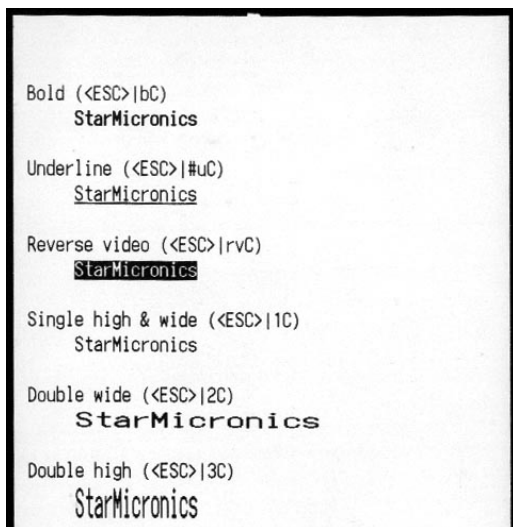 Bold (<ESC>|bC)
StarMicronics
Underline (<ESC>|#uC)
StarMicronics
Reverse video (<ESC>|rvC)
StarMicronics
Single high & wide (<ESC>|1C)
StarMicronics
Double wide (<ESC>|2C)
StarMicronics
Double high (<ESC>|3C)
StarMicronics